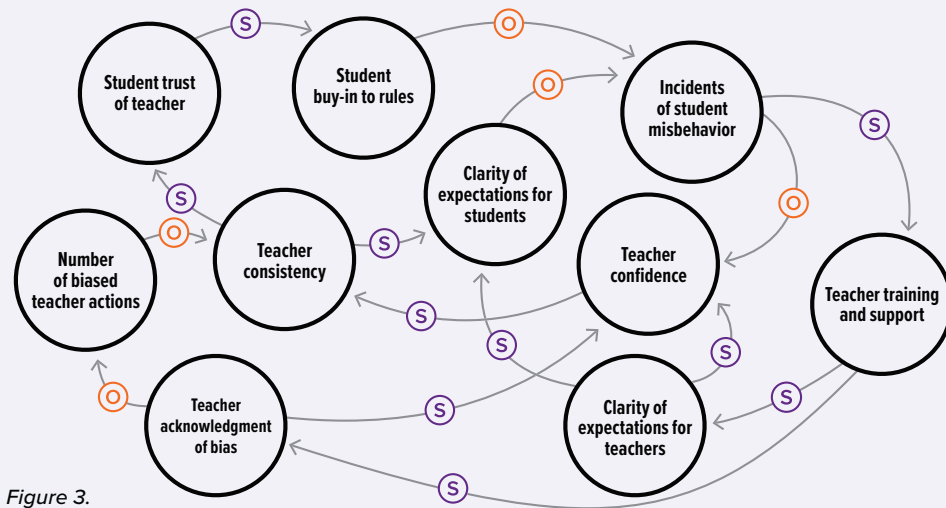 S
O
Student trust
of teacher
Student
buy-in to rules
Incidents
of student
misbehavior
O
S
Clarity of
expectations for
students
S
O
O
S
Number
of biased
teacher actions
Teacher
consistency
Teacher
confidence
Teacher training
and support
S
S
S
O
S
S
Teacher
acknowledgment
of bias
Clarity of
expectations for
teachers
S
Figure 3.